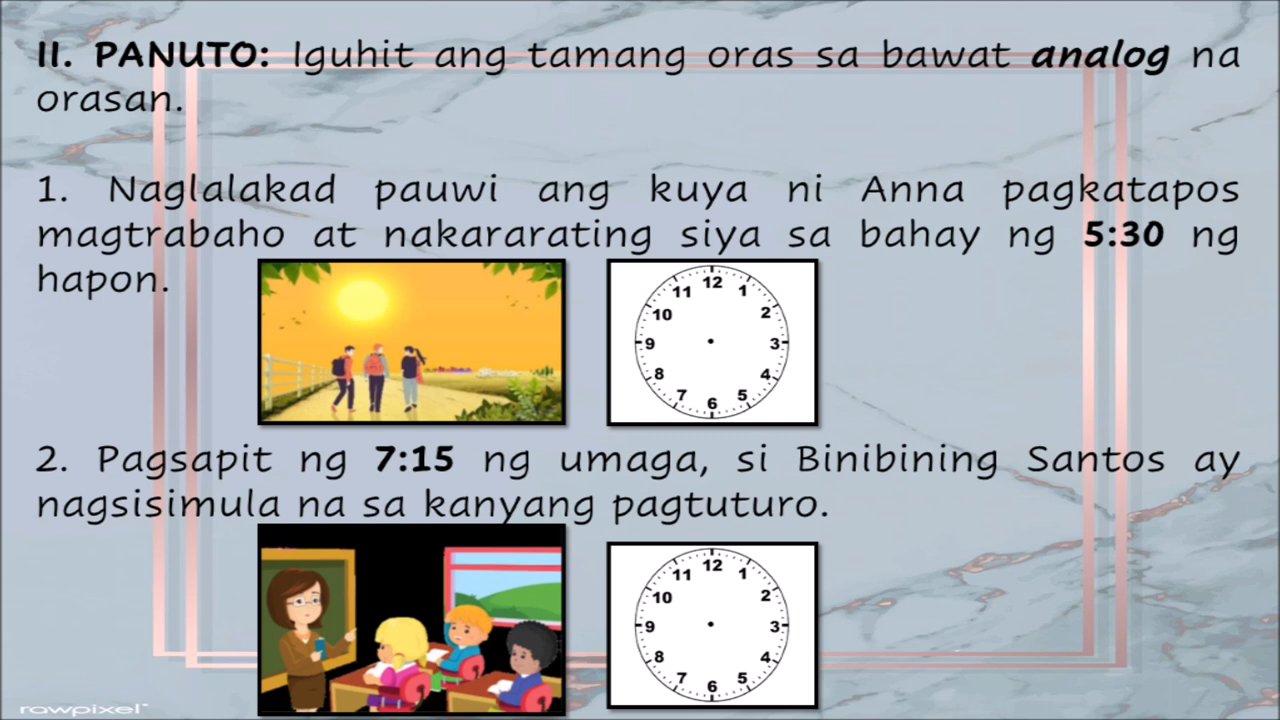 II. PANUTO: Iguhit ang tamang oras sa bawat analog na
orasan.
1. Naglalakad pauwi ang kuya ni Anna pagkatapos
magtrabaho at nakararating siya sa bahay ng 5:30 ng
hapon.
12
11 1
10 2
9 3
8 4
7 5
6
2. Pagsapit ng 7:15 ng umaga, si Binibining Santos ay
nagsisimula na sa kanyang pagtuturo.
12
11 1
10 2
9 3
8 4
7 5
6
rawpixel